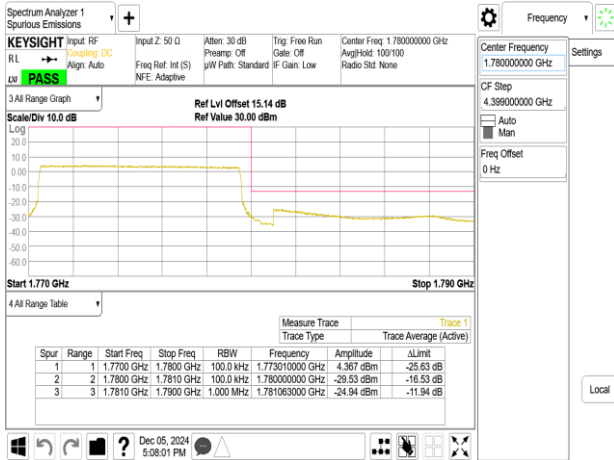 Spectrum Analyzer 1
Spurious Emissions
+
Frequency
KEYSIGHT Input: RF Input Z: 50 Ω Atten: 30 dB Trig: Free Run Center Freq: 1.780000000 GHz
Coupling: DC Preamp: Off Gate: Off Avg|Hold: 100/100
RL Align: Auto Freq Ref: Int (S) µW Path: Standard IF Gain: Low Radio Std: None
NFE: Adaptive
LXI PASS
Center Frequency
1.780000000 GHz
Settings
CF Step
4.399000000 GHz
Auto
Man
Freq Offset
0 Hz
Local
3 All Range Graph
Ref Lvl Offset 15.14 dB
Scale/Div 10.0 dB Ref Value 30.00 dBm
Log
20.0
10.0
0.00
-10.0
-20.0
-30.0
-40.0
-50.0
-60.0
Start 1.770 GHz Stop 1.790 GHz
4 All Range Table
Measure Trace Trace 1
Trace Type Trace Average (Active)
Spur Range Start Freq Stop Freq RBW Frequency Amplitude ΔLimit
1 1 1.7700 GHz 1.7800 GHz 100.0 kHz 1.773010000 GHz 4.367 dBm -25.63 dB
2 2 1.7800 GHz 1.7810 GHz 100.0 kHz 1.780000000 GHz -29.53 dBm -16.53 dB
3 3 1.7810 GHz 1.7900 GHz 1.000 MHz 1.781063000 GHz -24.94 dBm -11.94 dB
? Dec 05, 2024
5:08:01 PM